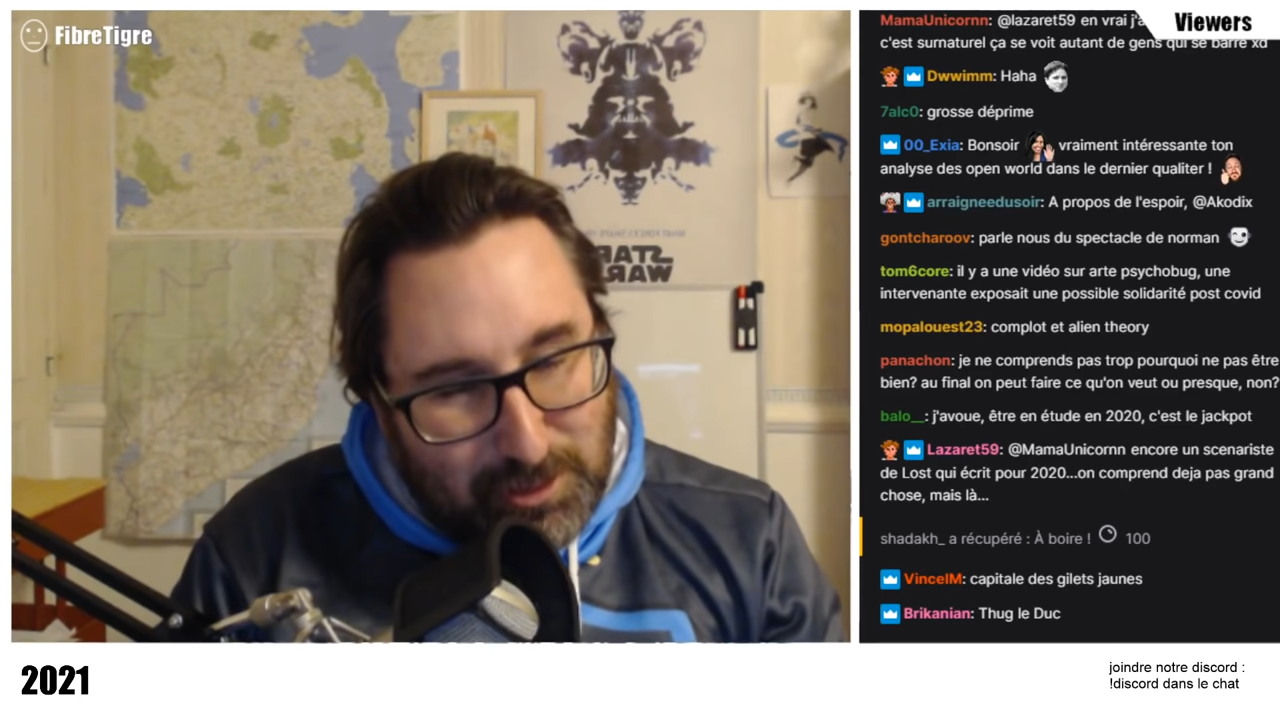 FibreTigre
STAR
WAR
Viewers
MamaUnicornn: @lazaret59 en vrai j'a
c'est surnaturel ça se voit autant de gens qui se barre xd
Dwwimm: Haha
7alc0: grosse déprime
00_Exia: Bonsoir vraiment intéressante ton
analyse des open world dans le dernier qualiter !
arraigneedusoir: A propos de l'espoir, @Akodix
gontcharoov: parle nous du spectacle de norman
tom6core: il y a une vidéo sur arte psychobug, une
intervenante exposait une possible solidarité post covid
mopalouest23: complot et alien theory
panachon: je ne comprends pas trop pourquoi ne pas être
bien? au final on peut faire ce qu'on veut ou presque, non?
balo__: j'avoue, être en étude en 2020, c'est le jackpot
Lazaret59: @MamaUnicornn encore un scenariste
de Lost qui écrit pour 2020...on comprend deja pas grand
chose, mais là...
shadakh_ a récupéré : À boire ! 100
VincelM: capitale des gilets jaunes
Brikanian: Thug le Duc
2021
joindre notre discord :
!discord dans le chat